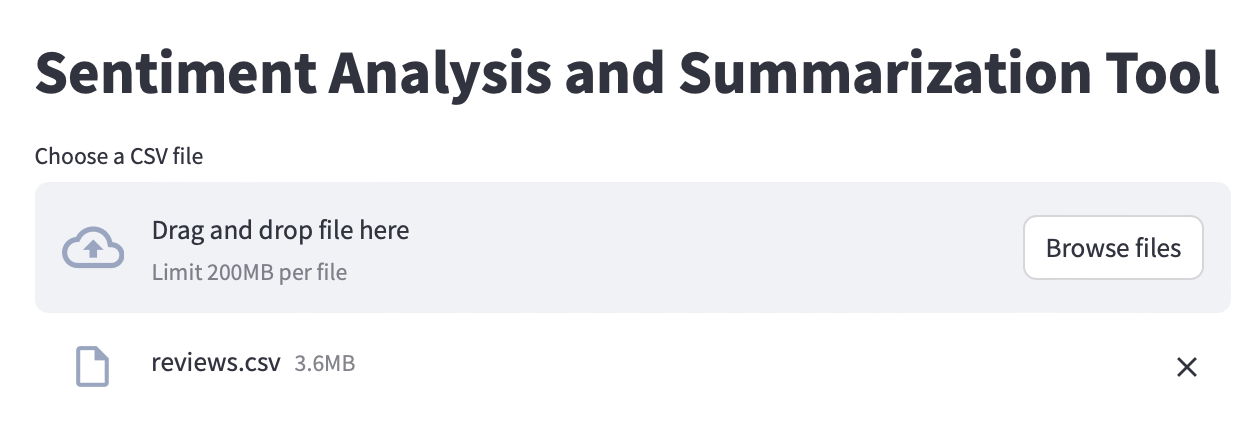 Sentiment Analysis and Summarization Tool
Choose a CSV file
Drag and drop file here
Limit 200MB per file
Browse files
reviews.csv 3.6MB